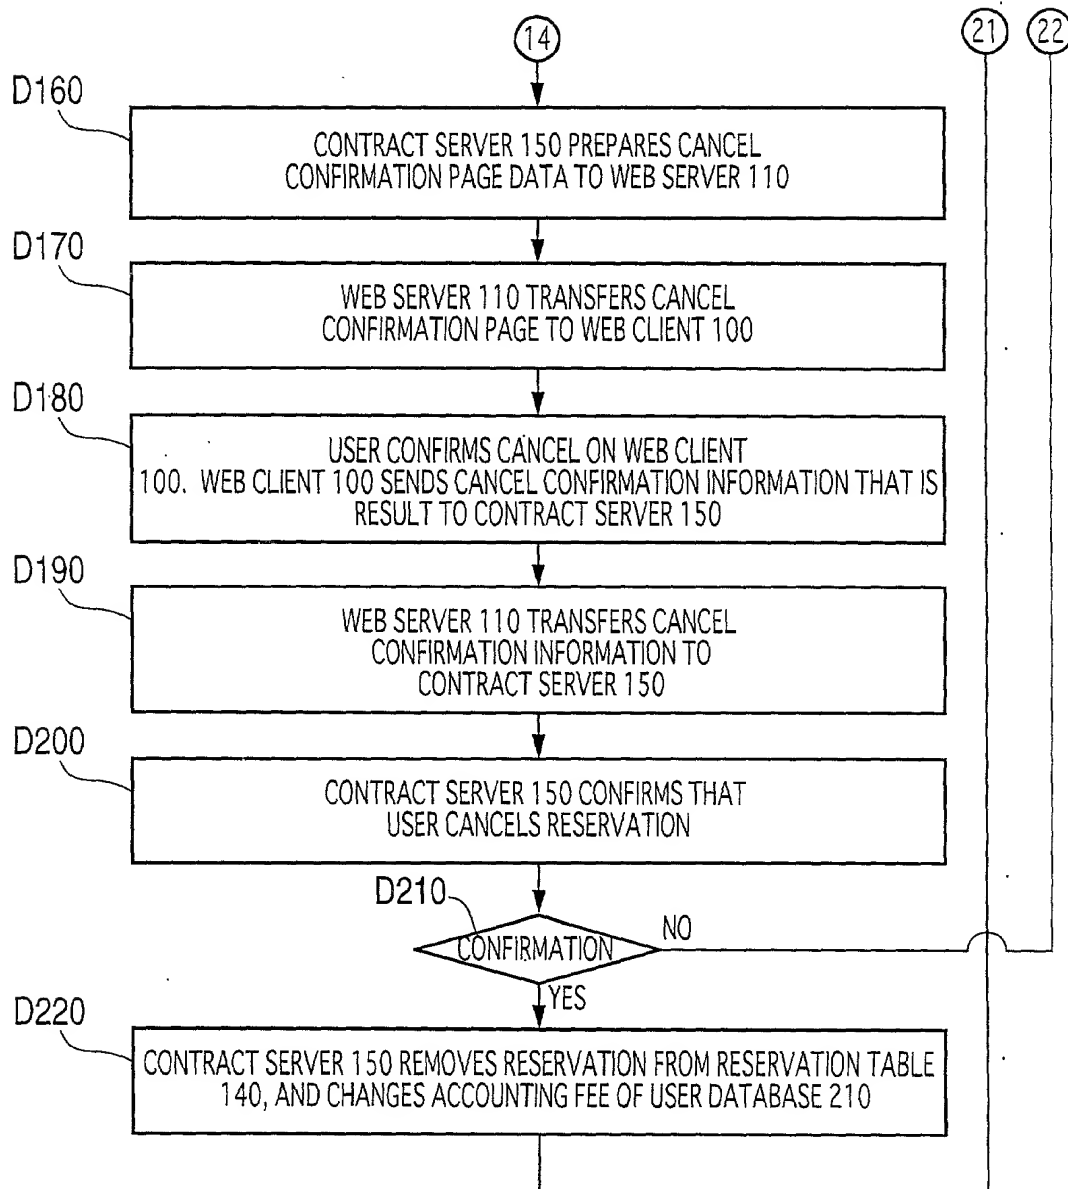 14
21
22
D160
CONTRACT SERVER 150 PREPARES CANCEL
CONFIRMATION PAGE DATA TO WEB SERVER 110
D170
WEB SERVER 110 TRANSFERS CANCEL
CONFIRMATION PAGE TO WEB CLIENT 100
D180
USER CONFIRMS CANCEL ON WEB CLIENT
100. WEB CLIENT 100 SENDS CANCEL CONFIRMATION INFORMATION THAT IS
RESULT TO CONTRACT SERVER 150
D190
WEB SERVER 110 TRANSFERS CANCEL
CONFIRMATION INFORMATION TO
CONTRACT SERVER 150
D200
CONTRACT SERVER 150 CONFIRMS THAT
USER CANCELS RESERVATION
D210
CONFIRMATION
NO
YES
D220
CONTRACT SERVER 150 REMOVES RESERVATION FROM RESERVATION TABLE
140, AND CHANGES ACCOUNTING FEE OF USER DATABASE 210